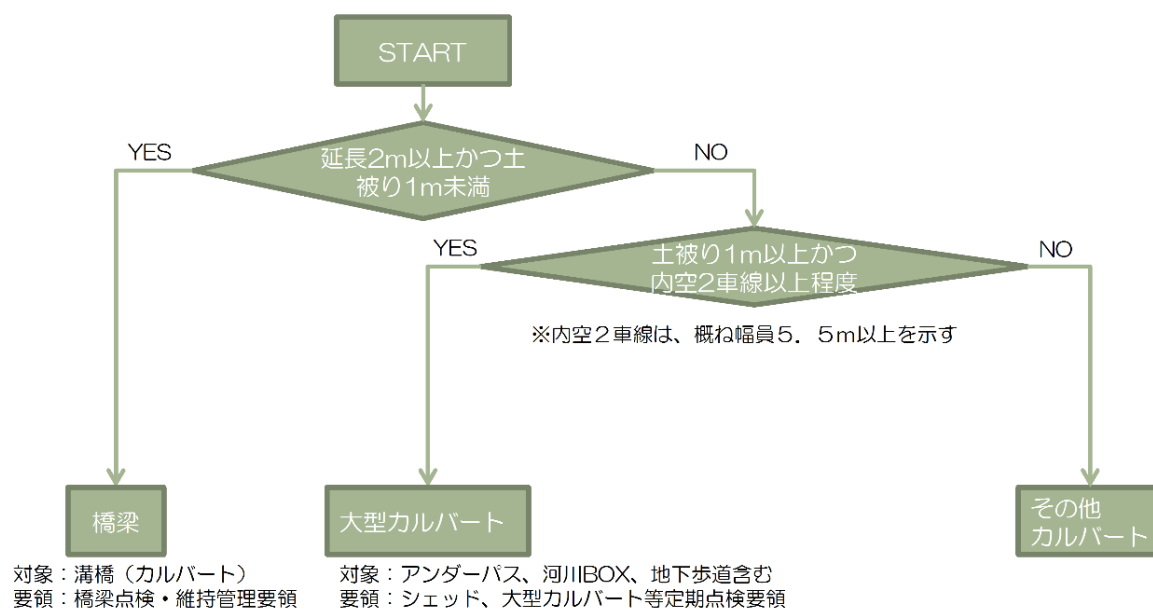 START
YES
延長2m以上かつ土
被り1m未満
NO
YES
土被り1m以上かつ
内空2車線以上程度
NO
※内空２車線は、概ね幅員５．５m以上を示す
橋梁
大型カルバート
その他
カルバート
対象：溝橋（カルバート）
要領：橋梁点検・維持管理要領
対象：アンダーパス、河川BOX、地下歩道含む
要領：シェッド、大型カルバート等定期点検要領